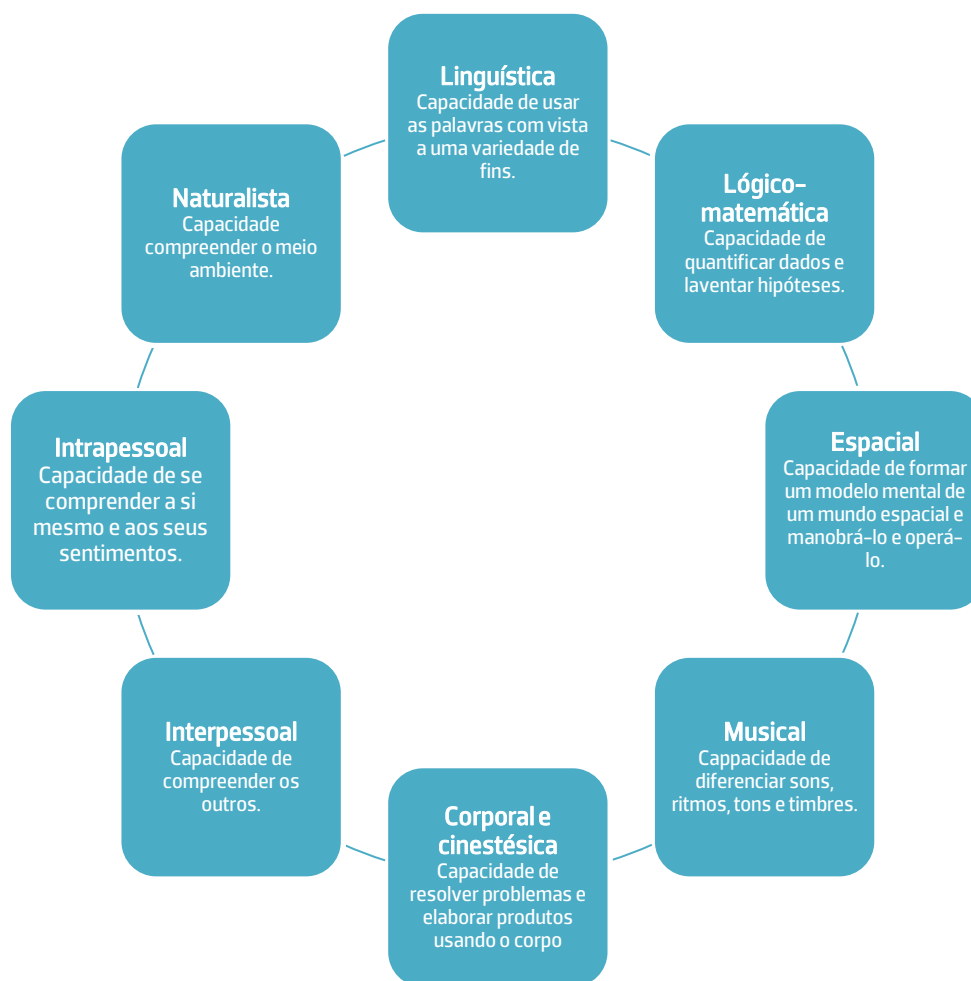 Linguística
Capacidade de usar
as palavras com vista
a uma variedade de
fins.
Lógico-
matemática
Capacidade de
quantificar dados e
laventar hipóteses.
Espacial
Capacidade de formar
um modelo mental de
um mundo espacial e
manobrá-lo e operá-
lo.
Musical
Cappacidade de
diferenciar sons,
ritmos, tons e timbres.
Corporal e
cinestésica
Capacidade de
resolver problemas e
elaborar produtos
usando o corpo
Interpessoal
Capacidade de
compreender os
outros.
Intrapessoal
Capacidade de se
comprender a si
mesmo e aos seus
sentimentos.
Naturalista
Capacidade
compreender o meio
ambiente.